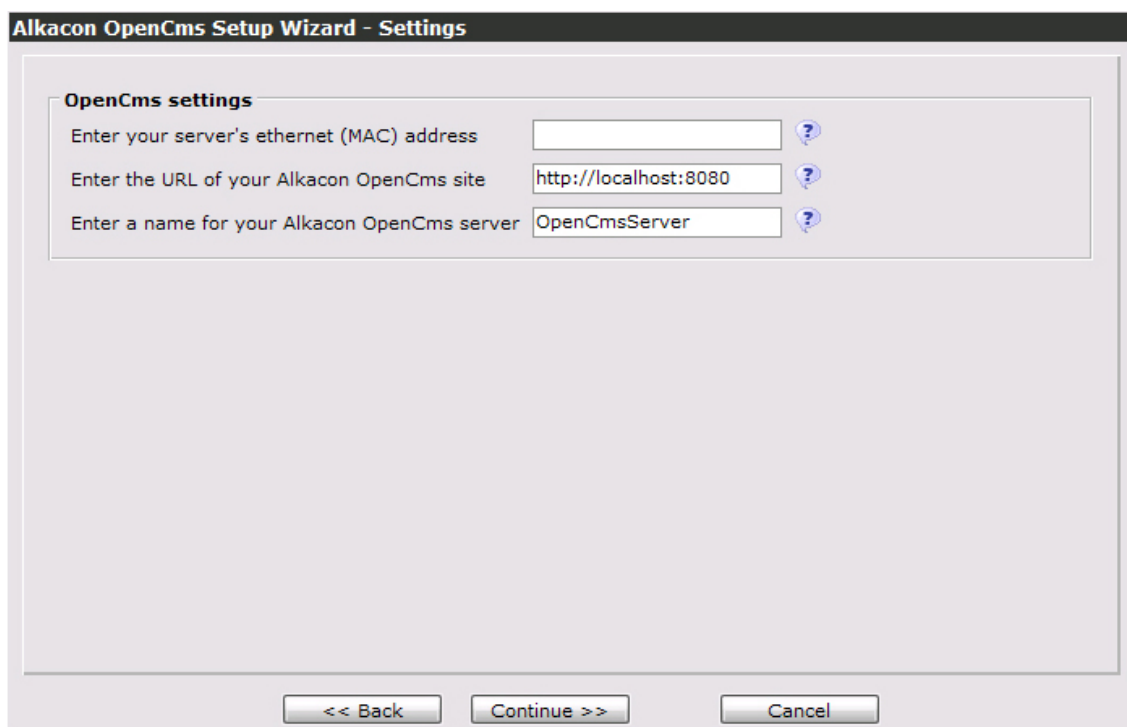 Alkacon OpenCms Setup Wizard - Settings
OpenCms settings
Enter your server's ethernet (MAC) address
Enter the URL of your Alkacon OpenCms site http://localhost:8080
Enter a name for your Alkacon OpenCms server OpenCmsServer
<< Back Continue >> Cancel